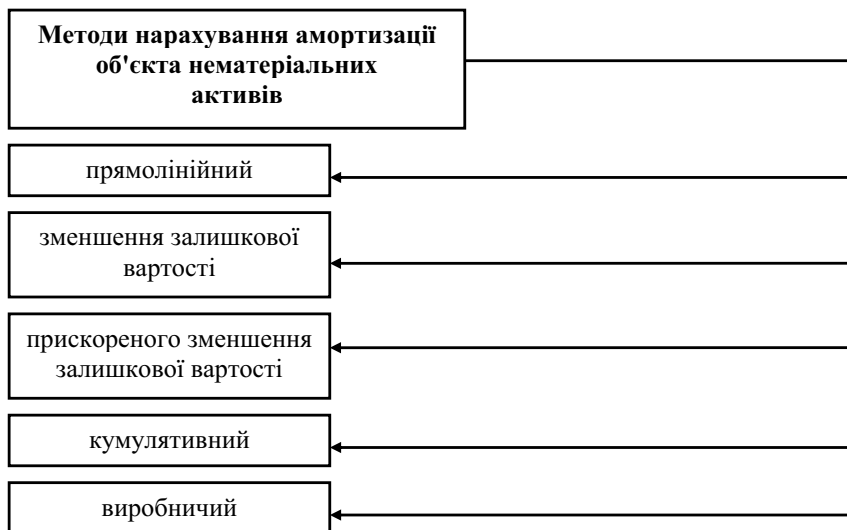 Методи нарахування амортизації
об'єкта нематеріальних
активів
прямолінійний
зменшення залишкової
вартості
прискореного зменшення
залишкової вартості
кумулятивний
виробничий